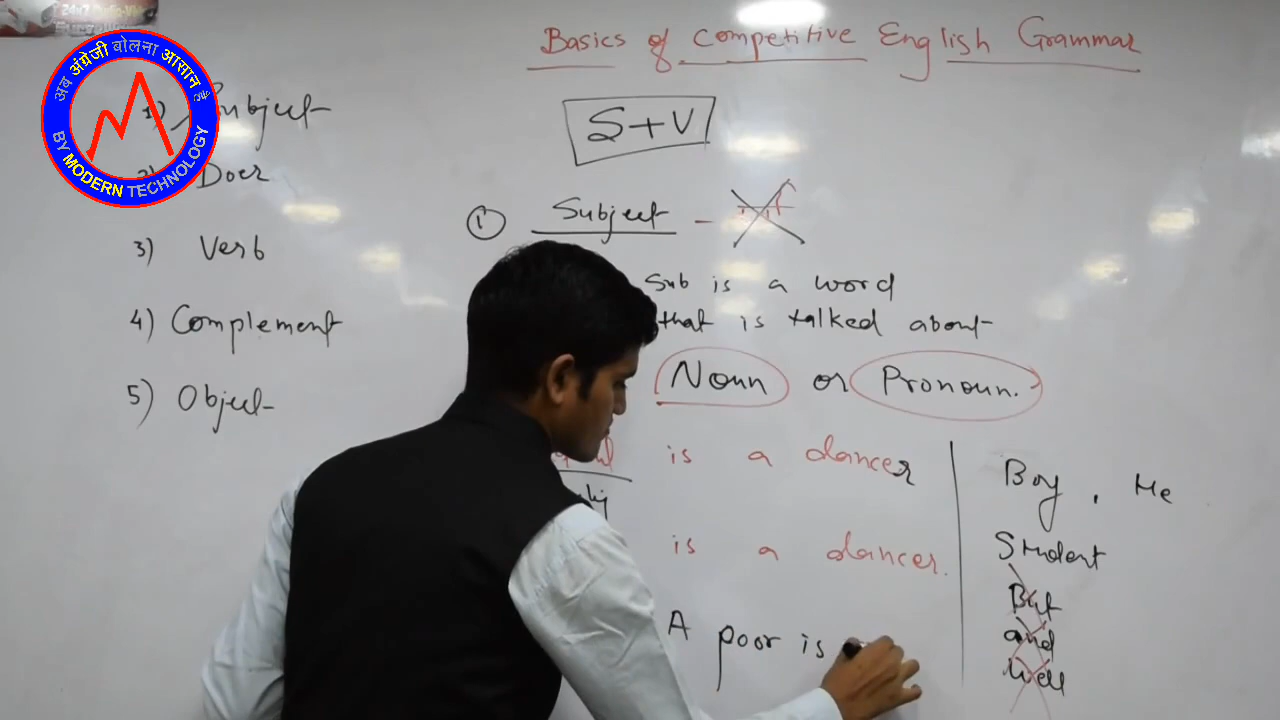 24x7
अब अंग्रेजी बोलना आसान है
BY MODERN TECHNOLOGY
Basics of Competitive English Grammar
S+V
1) Subject
2) Doer
3) Verb
4) Complement
5) Object
① Subject -
Sub is a word
that is talked about
Noun or Pronoun.
is a dancer
is a dancer.
A poor is
Boy, He
Student
But
and
Well